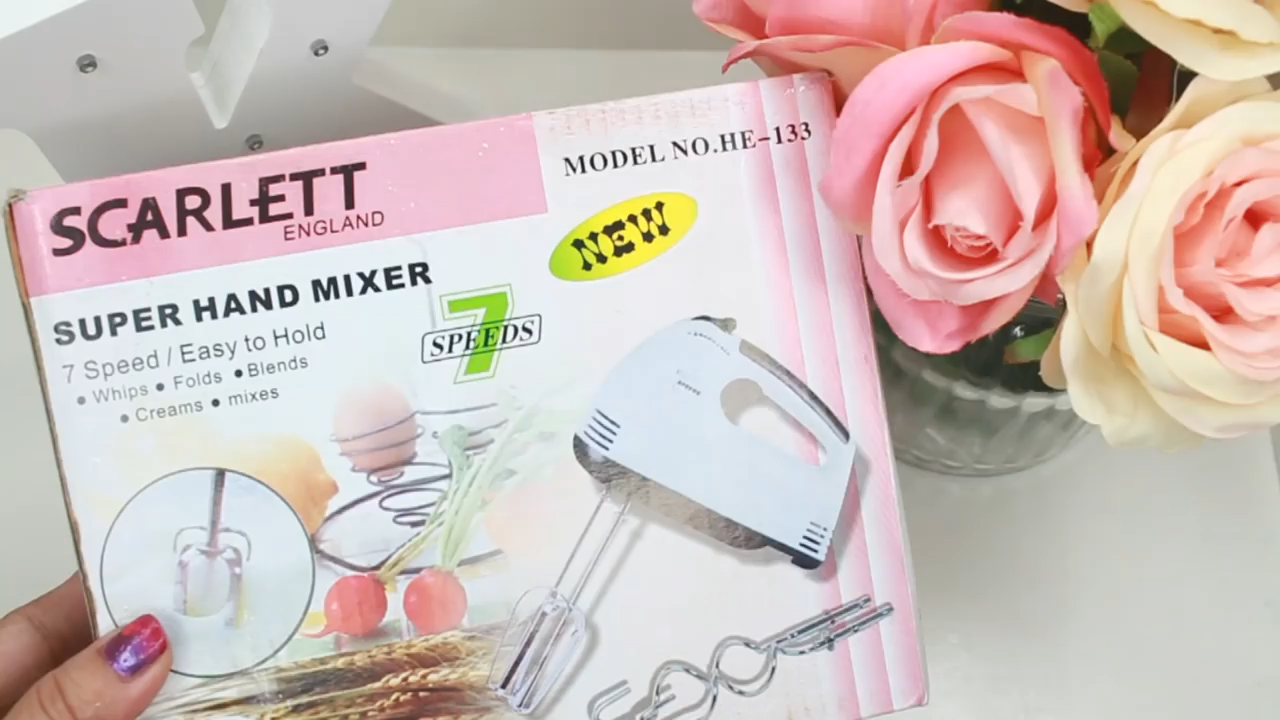 SCARLETT
ENGLAND
MODEL NO.HE-133
NEW
SUPER HAND MIXER
7 Speed / Easy to Hold
• Whips • Folds • Blends
• Creams • mixes
7
SPEEDS